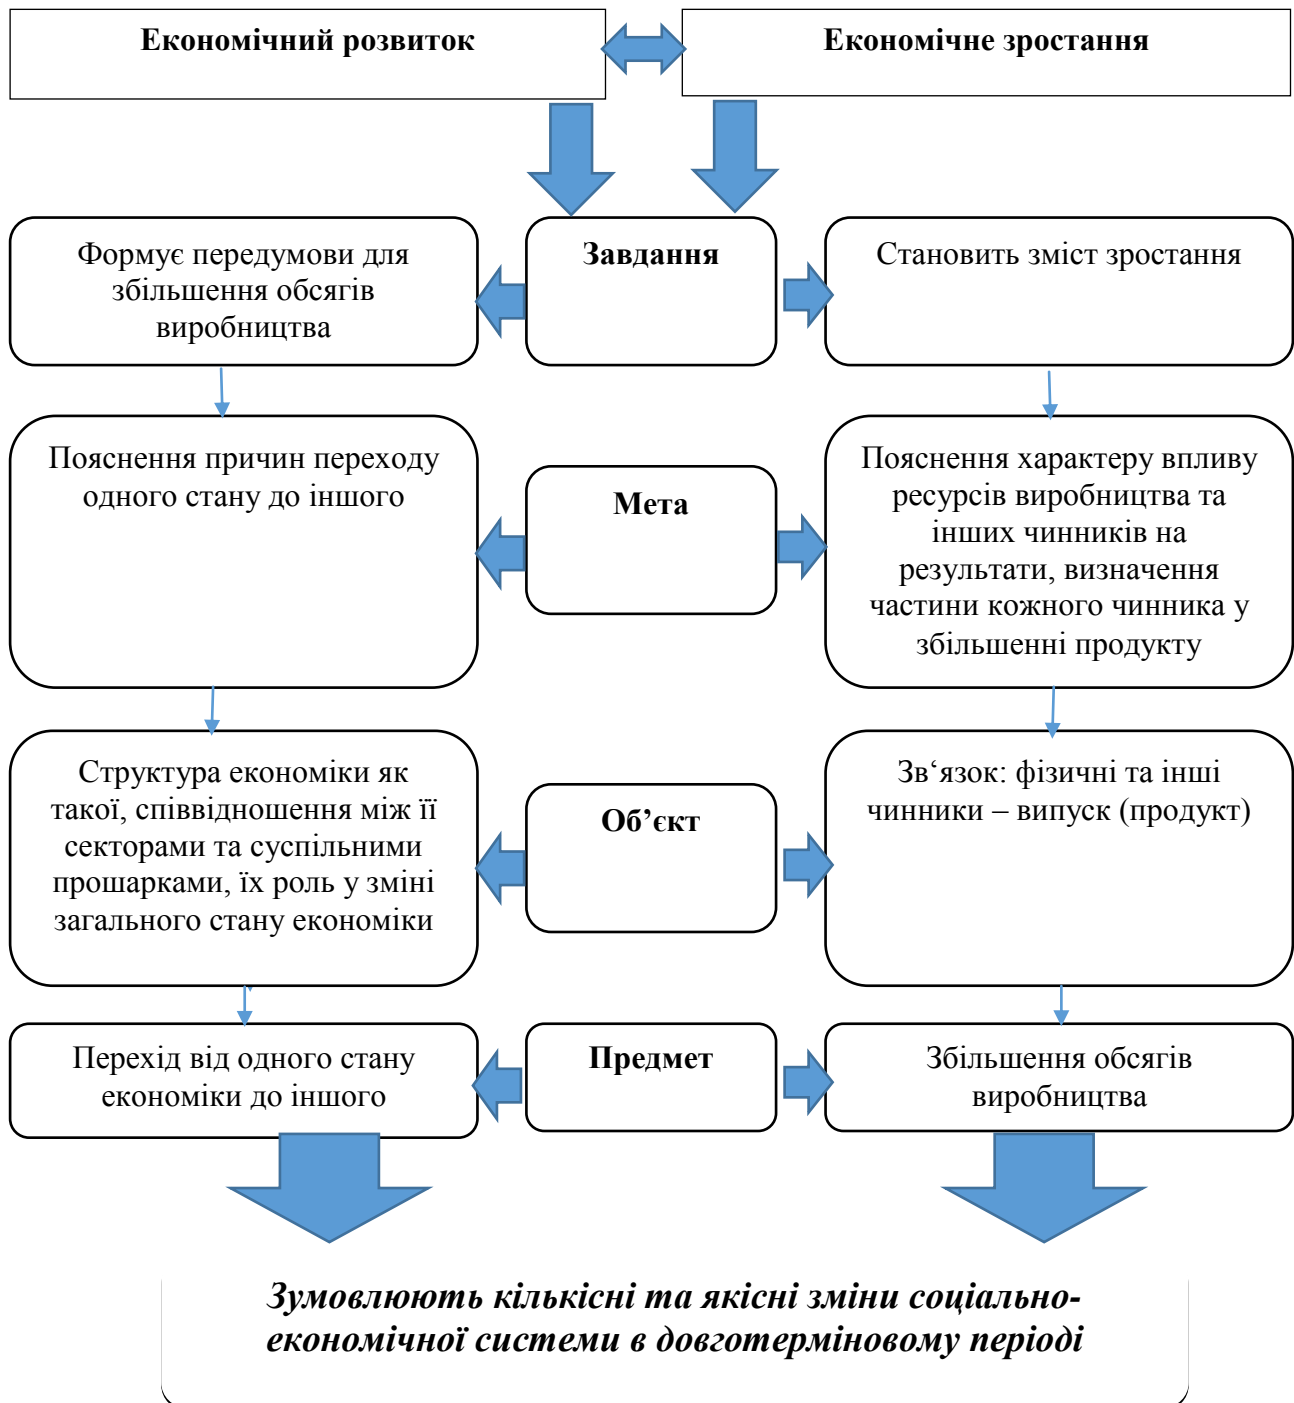 Економічний розвиток
Економічне зростання
Формує передумови для
збільшення обсягів
виробництва
Завдання
Становить зміст зростання
Пояснення причин переходу
одного стану до іншого
Мета
Пояснення характеру впливу
ресурсів виробництва та
інших чинників на
результати, визначення
частини кожного чинника у
збільшенні продукту
Структура економіки як
такої, співвідношення між її
секторами та суспільними
прошарками, їх роль у зміні
загального стану економіки
Об’єкт
Зв‘язок: фізичні та інші
чинники – випуск (продукт)
Перехід від одного стану
економіки до іншого
Предмет
Збільшення обсягів
виробництва
Зумовлюють кількісні та якісні зміни соціально-
економічної системи в довготерміновому періоді